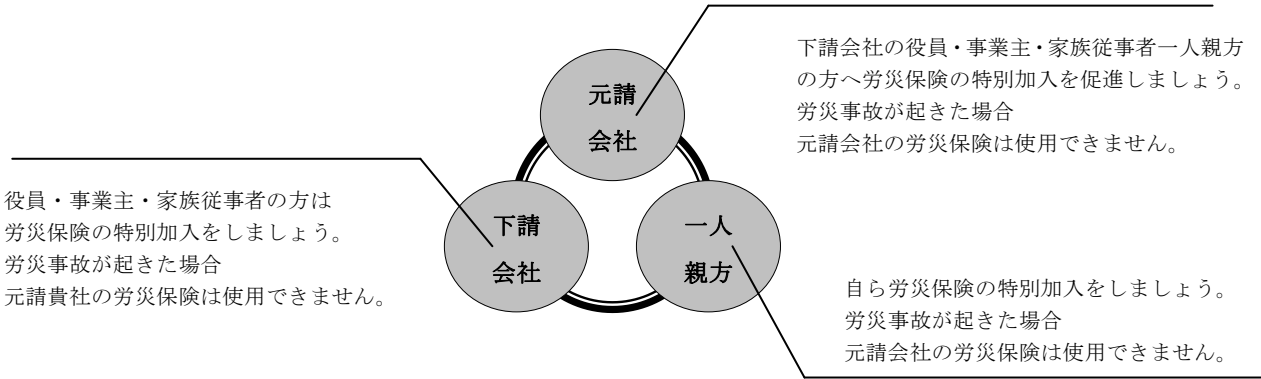 下請会社の役員・事業主・家族従事者一人親方
の方へ労災保険の特別加入を促進しましょう。
労災事故が起きた場合
元請会社の労災保険は使用できません。
元請
会社
役員・事業主・家族従事者の方は
労災保険の特別加入をしましょう。
労災事故が起きた場合
元請貴社の労災保険は使用できません。
下請
会社
一人
親方
自ら労災保険の特別加入をしましょう。
労災事故が起きた場合
元請会社の労災保険は使用できません。